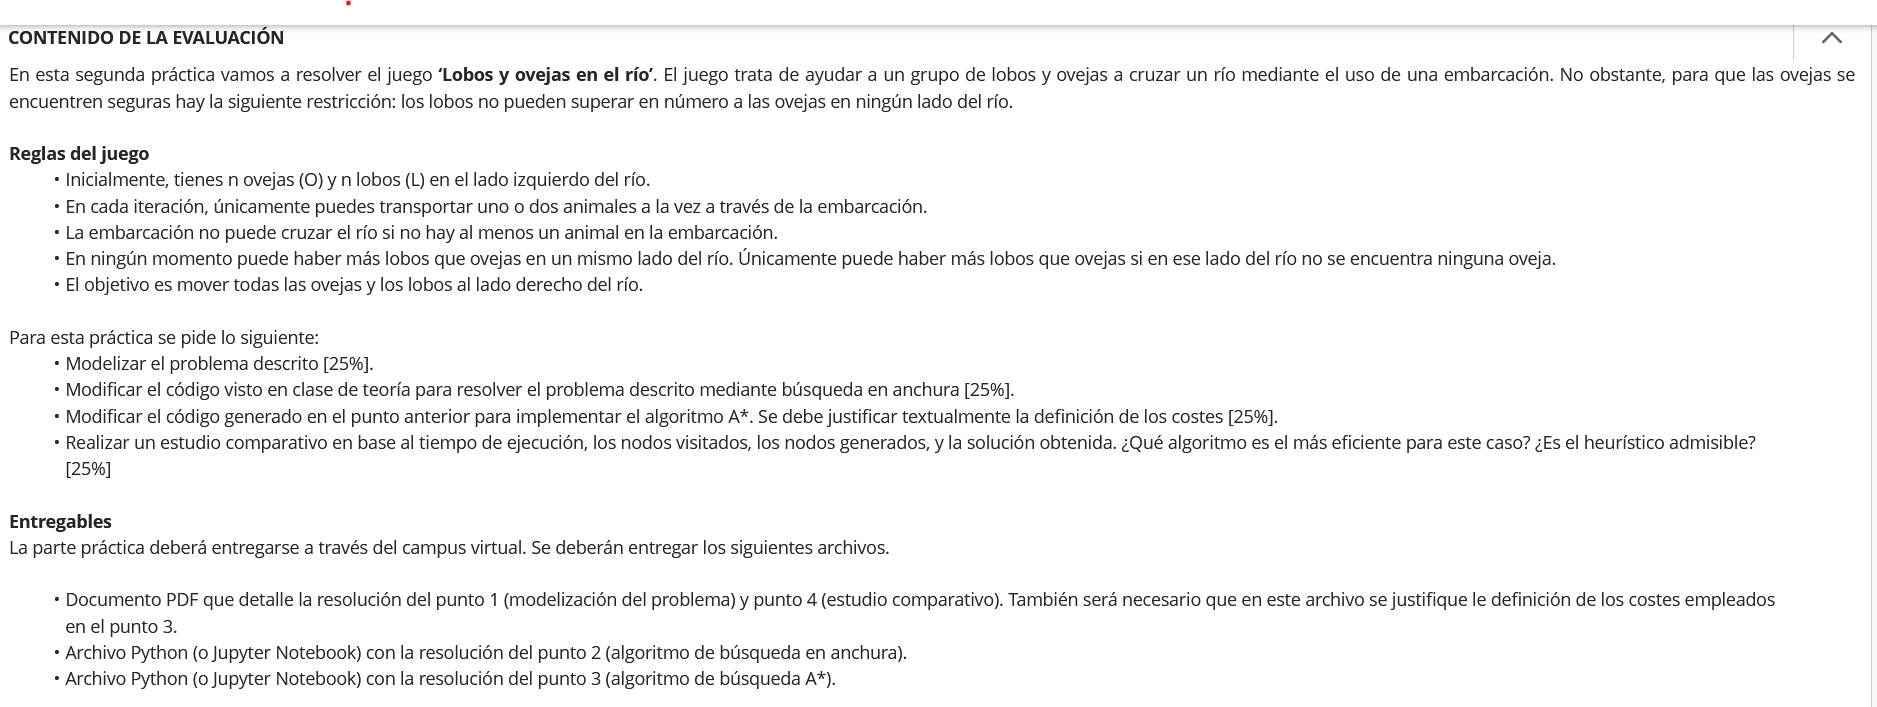 CONTENIDO DE LA EVALUACIÓN
En esta segunda práctica vamos a resolver el juego ‘Lobos y ovejas en el río’. El juego trata de ayudar a un grupo de lobos y ovejas a cruzar un río mediante el uso de una embarcación. No obstante, para que las ovejas se
encuentren seguras hay la siguiente restricción: los lobos no pueden superar en número a las ovejas en ningún lado del río.
Reglas del juego
• Inicialmente, tienes n ovejas (O) y n lobos (L) en el lado izquierdo del río.
• En cada iteración, únicamente puedes transportar uno o dos animales a la vez a través de la embarcación.
• La embarcación no puede cruzar el río si no hay al menos un animal en la embarcación.
• En ningún momento puede haber más lobos que ovejas en un mismo lado del río. Únicamente puede haber más lobos que ovejas si en ese lado del río no se encuentra ninguna oveja.
• El objetivo es mover todas las ovejas y los lobos al lado derecho del río.
Para esta práctica se pide lo siguiente:
• Modelizar el problema descrito [25%].
• Modificar el código visto en clase de teoría para resolver el problema descrito mediante búsqueda en anchura [25%].
• Modificar el código generado en el punto anterior para implementar el algoritmo A*. Se debe justificar textualmente la definición de los costes [25%].
• Realizar un estudio comparativo en base al tiempo de ejecución, los nodos visitados, los nodos generados, y la solución obtenida. ¿Qué algoritmo es el más eficiente para este caso? ¿Es el heurístico admisible?
[25%]
Entregables
La parte práctica deberá entregarse a través del campus virtual. Se deberán entregar los siguientes archivos.
• Documento PDF que detalle la resolución del punto 1 (modelización del problema) y punto 4 (estudio comparativo). También será necesario que en este archivo se justifique le definición de los costes empleados
en el punto 3.
• Archivo Python (o Jupyter Notebook) con la resolución del punto 2 (algoritmo de búsqueda en anchura).
• Archivo Python (o Jupyter Notebook) con la resolución del punto 3 (algoritmo de búsqueda A*).